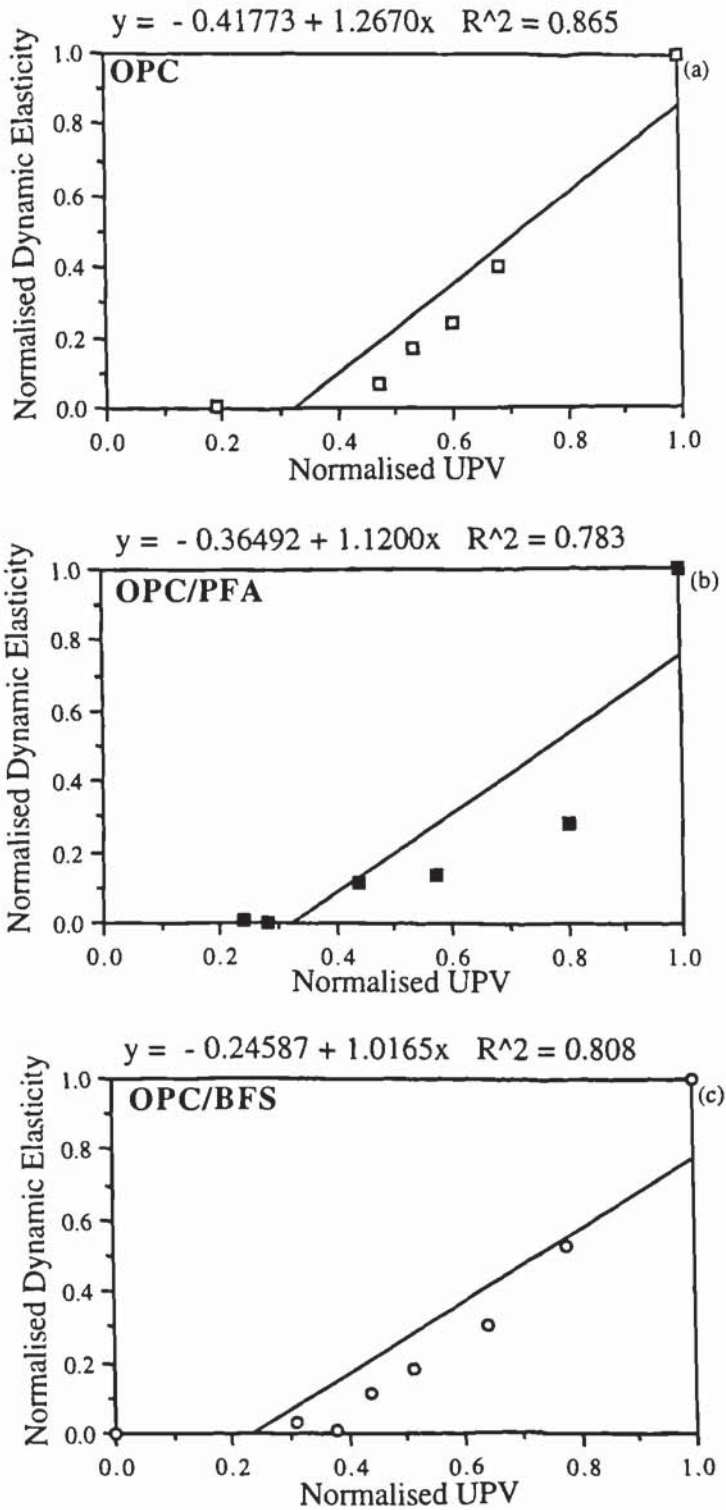 y = - 0.41773 + 1.2670x R^2 = 0.865
OPC
(a)
Normalised Dynamic Elasticity
1.0
0.8
0.6
0.4
0.2
0.0
0.0 0.2 0.4 0.6 0.8 1.0
Normalised UPV
y = - 0.36492 + 1.1200x R^2 = 0.783
OPC/PFA
(b)
Normalised Dynamic Elasticity
1.0
0.8
0.6
0.4
0.2
0.0
0.0 0.2 0.4 0.6 0.8 1.0
Normalised UPV
y = - 0.24587 + 1.0165x R^2 = 0.808
OPC/BFS
(c)
Normalised Dynamic Elasticity
1.0
0.8
0.6
0.4
0.2
0.0
0.0 0.2 0.4 0.6 0.8 1.0
Normalised UPV